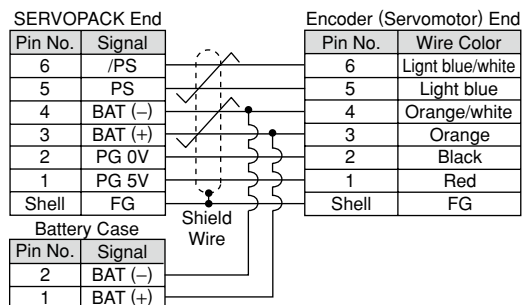 SERVOPACK End Encoder (Servomotor) End
Pin No. Signal Pin No. Wire Color
6 /PS 6 Lignt blue/white
5 PS 5 Light blue
4 BAT (−) 4 Orange/white
3 BAT (+) 3 Orange
2 PG 0V 2 Black
1 PG 5V 1 Red
Shell FG Shell FG
Shield
Wire
Battery Case
Pin No. Signal
2 BAT (−)
1 BAT (+)